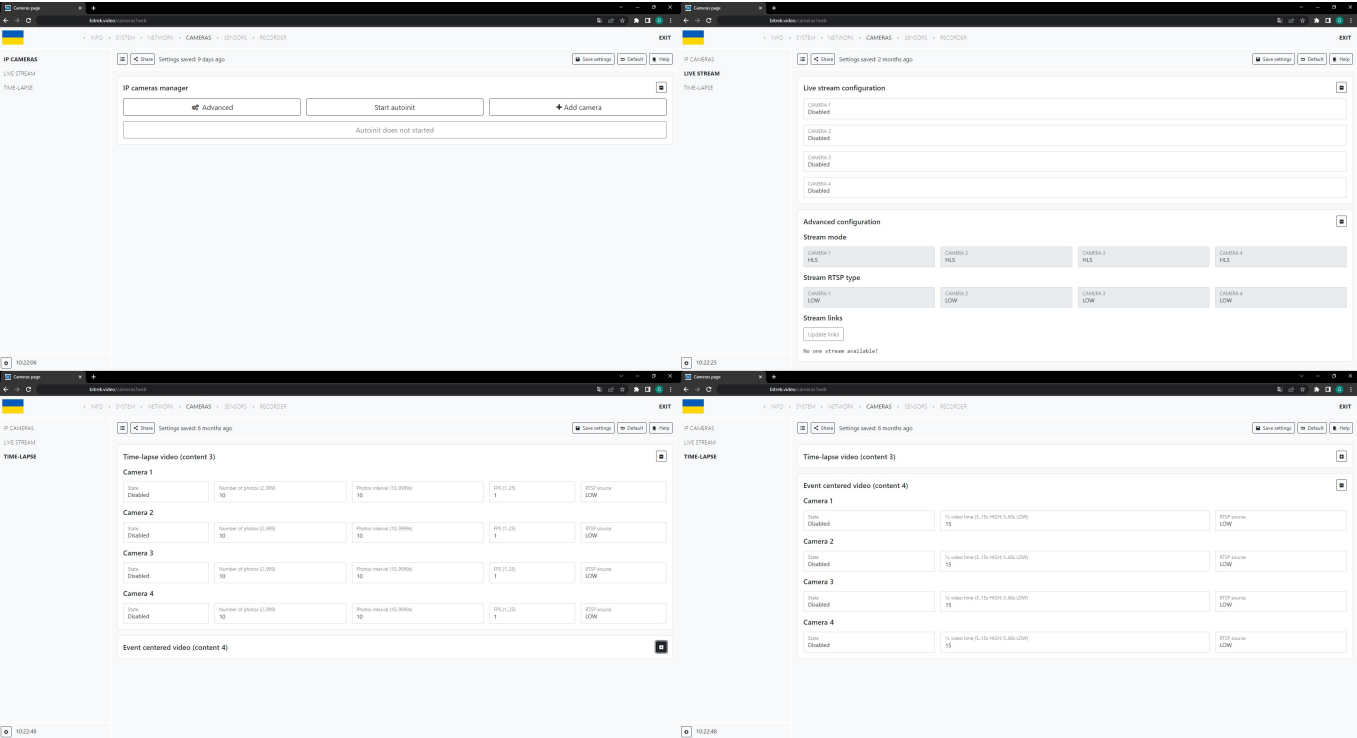 Cameras page
bitrek.video/cameras?web
INFO • SYSTEM • NETWORK • CAMERAS • SENSORS • RECORDER
EXIT
IP CAMERAS
LIVE STREAM
TIME-LAPSE
Share Settings saved: 9 days ago
Save settings Default Help
IP cameras manager
Advanced Start autoinit Add camera
Autoinit does not started
10:22:06
Cameras page
bitrek.video/cameras?web
INFO • SYSTEM • NETWORK • CAMERAS • SENSORS • RECORDER
EXIT
IP CAMERAS
LIVE STREAM
TIME-LAPSE
Share Settings saved: 2 months ago
Save settings Default Help
Live stream configuration
CAMERA 1
Disabled
CAMERA 2
Disabled
CAMERA 3
Disabled
CAMERA 4
Disabled
Advanced configuration
Stream mode
CAMERA 1 CAMERA 2 CAMERA 3 CAMERA 4
HLS HLS HLS HLS
Stream RTSP type
CAMERA 1 CAMERA 2 CAMERA 3 CAMERA 4
LOW LOW LOW LOW
Stream links
Update links
No one stream available!
10:22:25
Cameras page
bitrek.video/cameras?web
INFO • SYSTEM • NETWORK • CAMERAS • SENSORS • RECORDER
EXIT
IP CAMERAS
LIVE STREAM
TIME-LAPSE
Share Settings saved: 6 months ago
Save settings Default Help
Time-lapse video (content 3)
Camera 1
State Number of photos (2..999) Photos interval (10..9999s) FPS (1..25) RTSP source
Disabled 10 10 1 LOW
Camera 2
State Number of photos (2..999) Photos interval (10..9999s) FPS (1..25) RTSP source
Disabled 10 10 1 LOW
Camera 3
State Number of photos (2..999) Photos interval (10..9999s) FPS (1..25) RTSP source
Disabled 10 10 1 LOW
Camera 4
State Number of photos (2..999) Photos interval (10..9999s) FPS (1..25) RTSP source
Disabled 10 10 1 LOW
Event centered video (content 4)
10:22:48
Cameras page
bitrek.video/cameras?web
INFO • SYSTEM • NETWORK • CAMERAS • SENSORS • RECORDER
EXIT
IP CAMERAS
LIVE STREAM
TIME-LAPSE
Share Settings saved: 6 months ago
Save settings Default Help
Time-lapse video (content 3)
Event centered video (content 4)
Camera 1
State ½ video time (5..15s HIGH; 5..60s LOW) RTSP source
Disabled 15 LOW
Camera 2
State ½ video time (5..15s HIGH; 5..60s LOW) RTSP source
Disabled 15 LOW
Camera 3
State ½ video time (5..15s HIGH; 5..60s LOW) RTSP source
Disabled 15 LOW
Camera 4
State ½ video time (5..15s HIGH; 5..60s LOW) RTSP source
Disabled 15 LOW
10:22:48